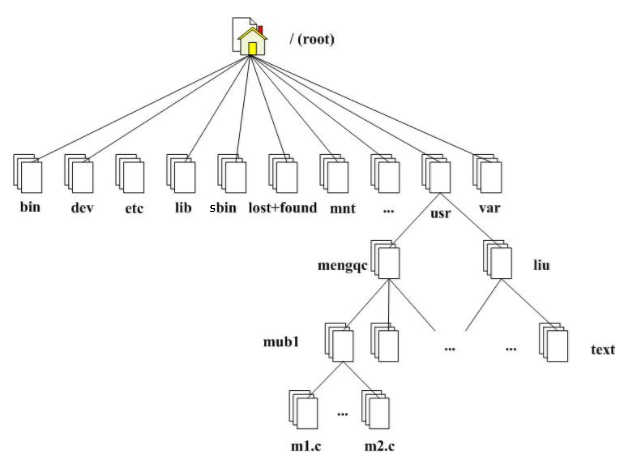 / (root)
bin dev etc lib sbin lost+found mnt ... usr var
mengqc liu
mub1 ... ... text
...
m1.c m2.c